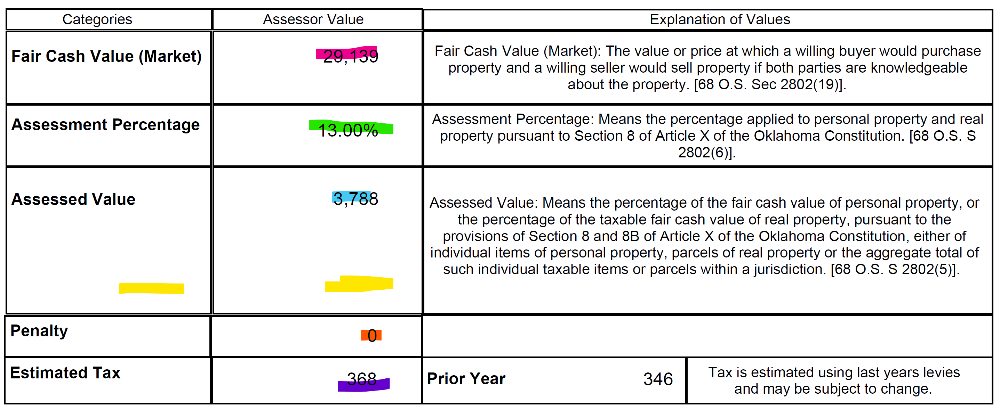 Categories Assessor Value Explanation of Values
Fair Cash Value (Market) 29,139
Fair Cash Value (Market): The value or price at which a willing buyer would purchase
property and a willing seller would sell property if both parties are knowledgeable
about the property. [68 O.S. Sec 2802(19)].
Assessment Percentage 13.00%
Assessment Percentage: Means the percentage applied to personal property and real
property pursuant to Section 8 of Article X of the Oklahoma Constitution. [68 O.S. S
2802(6)].
Assessed Value 3,788
Assessed Value: Means the percentage of the fair cash value of personal property, or
the percentage of the taxable fair cash value of real property, pursuant to the
provisions of Section 8 and 8B of Article X of the Oklahoma Constitution, either of
individual items of personal property, parcels of real property or the aggregate total of
such individual taxable items or parcels within a jurisdiction. [68 O.S. S 2802(5)].
Penalty 0
Estimated Tax 368 Prior Year 346
Tax is estimated using last years levies
and may be subject to change.